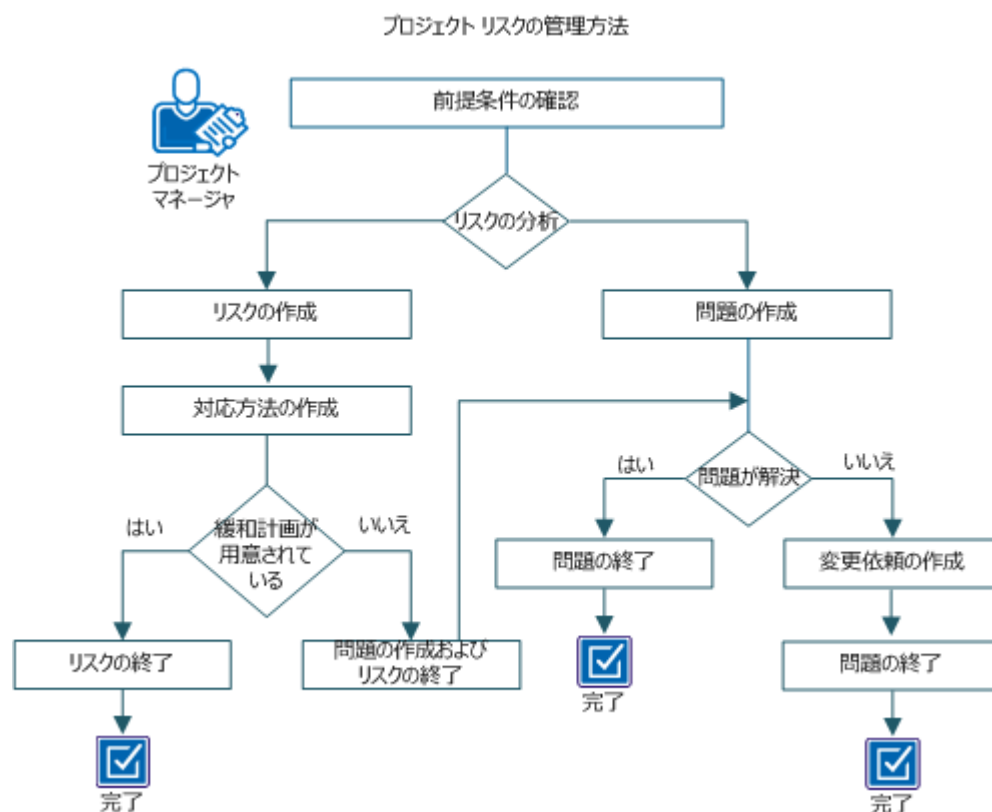 プロジェクト リスクの管理方法
前提条件の確認
プロジェクト
マネージャ
リスクの分析
リスクの作成
問題の作成
対応方法の作成
はい
問題が解決
いいえ
はい
緩和計画が
用意されて
いる
いいえ
問題の終了
変更依頼の作成
リスクの終了
問題の作成および
リスクの終了
問題の終了
完了
完了
完了